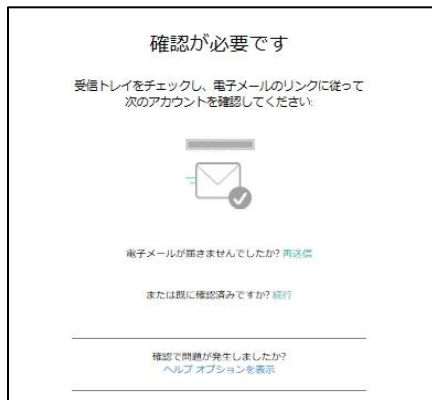 確認が必要です
受信トレイをチェックし、電子メールのリンクに従って
次のアカウントを確認してください:
電子メールが届きませんでしたか? 再送信
または既に確認済みですか? 続行
確認で問題が発生しましたか?
ヘルプ オプションを表示